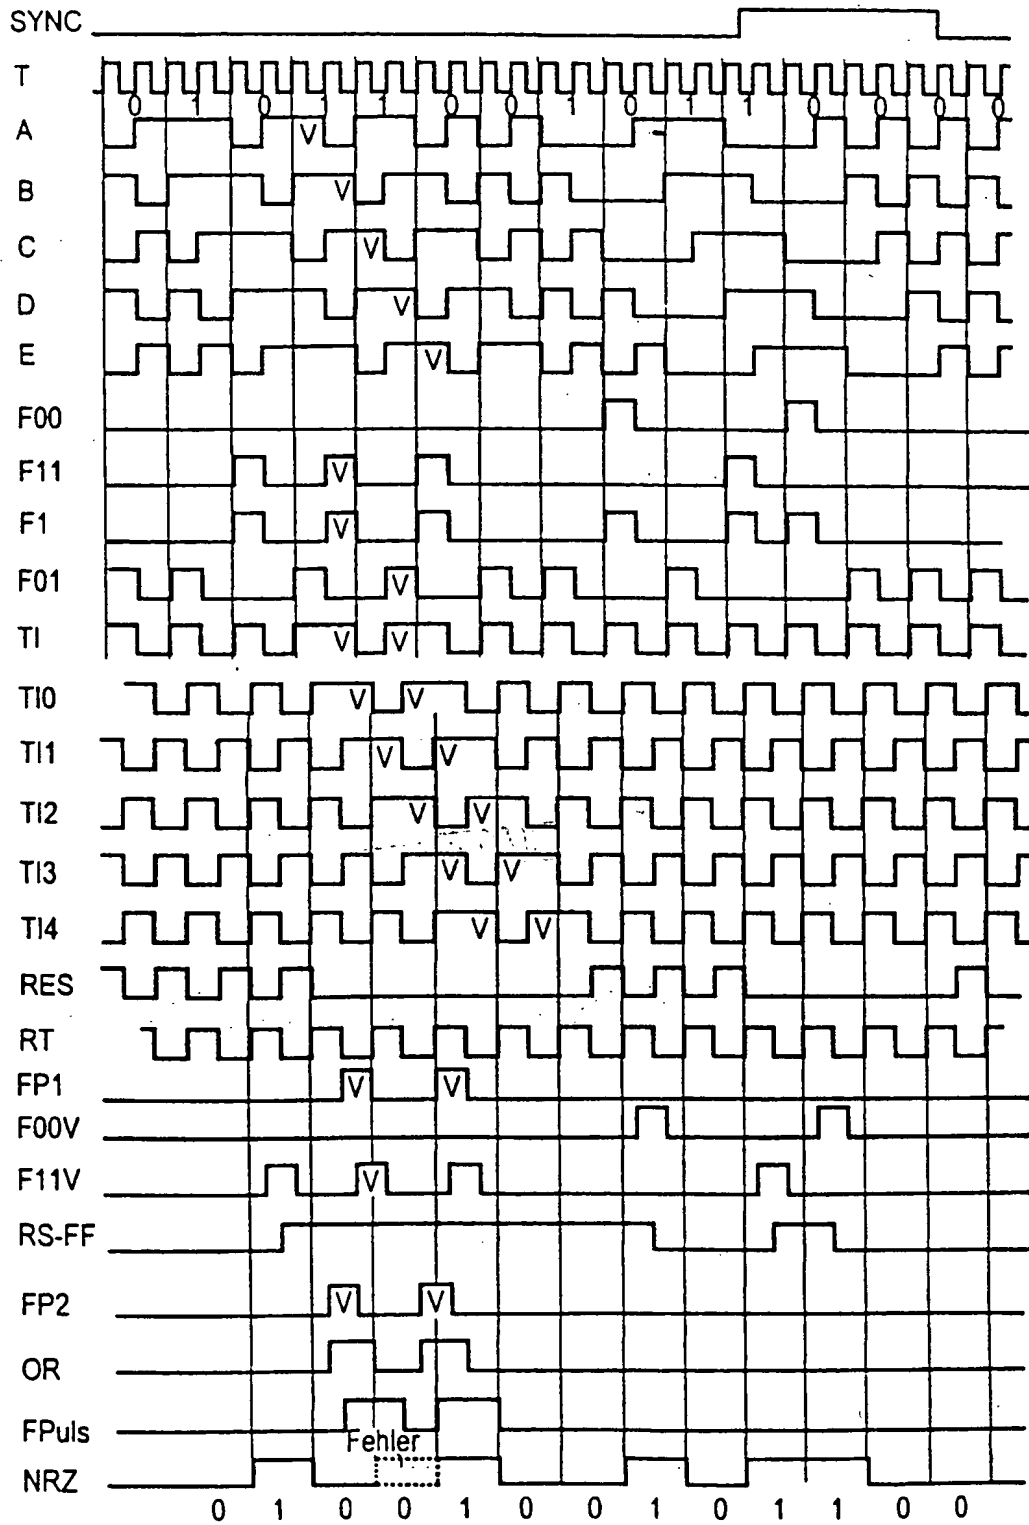 SYNC
T
0 1 0 1 1 0 0 1 0 1 1 0 0 0 0
A V
B V
C V
D V
E V
F00
F11 V
F1 V
F01 V
TI V V
TI0 V V
TI1 V V
TI2 V V
TI3 V V
TI4 V V
RES
RT
FP1 V V
F00V
F11V V
RS-FF
FP2 V V
OR
FPuls
Fehler
NRZ
0 1 0 0 1 0 0 1 0 1 1 0 0